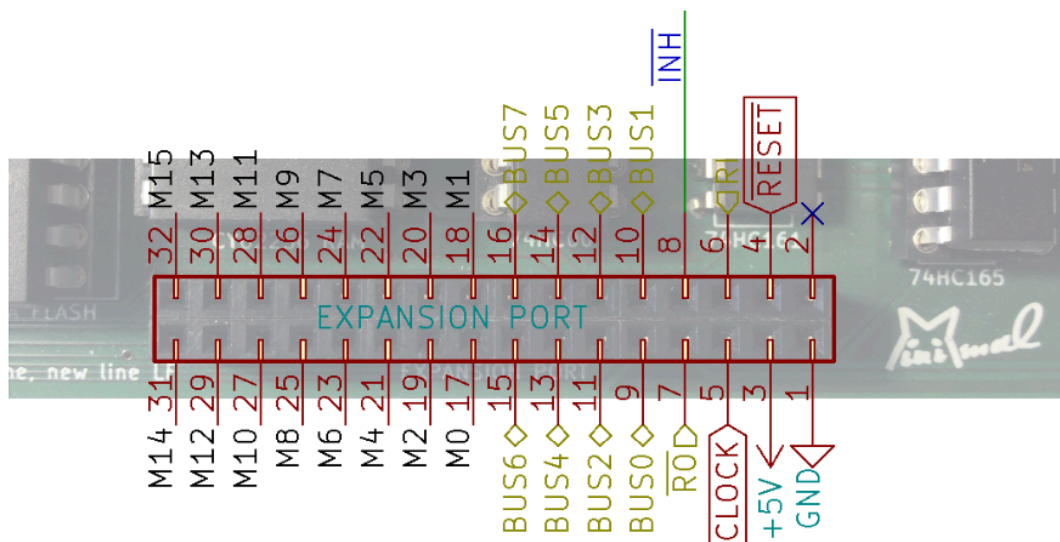 INH
M15 M13 M11 M9 M7 M5 M3 M1 BUS7 BUS5 BUS3 BUS1 RI RESET
32 30 28 26 24 22 20 18 16 14 12 10 8 6 4 2
74HC161
74HC165
FLASH
EXPANSION PORT
Minimal
ne, new line LF
EXPANSION PORT
31 29 27 25 23 21 19 17 15 13 11 9 7 5 3 1
M14 M12 M10 M8 M6 M4 M2 M0 BUS6 BUS4 BUS2 BUS0 RO CLOCK +5V GND